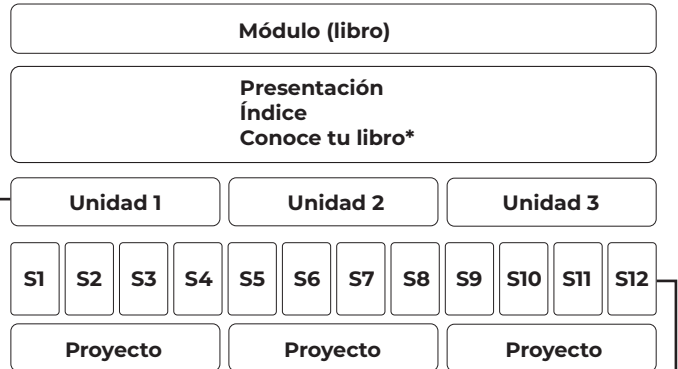 Módulo (libro)
Presentación
Índice
Conoce tu libro*
Unidad 1 Unidad 2 Unidad 3
S1 S2 S3 S4 S5 S6 S7 S8 S9 S10 S11 S12
Proyecto Proyecto Proyecto